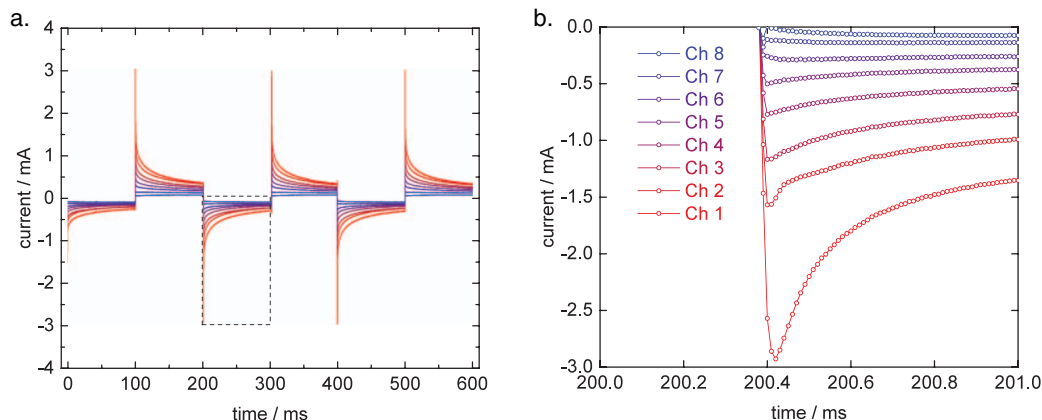 a.
4
3
2
1
0
-1
-2
-3
-4
current / mA
0 100 200 300 400 500 600
time / ms
b.
0.0
-0.5
-1.0
-1.5
-2.0
-2.5
-3.0
current / mA
Ch 8
Ch 7
Ch 6
Ch 5
Ch 4
Ch 3
Ch 2
Ch 1
200.0 200.2 200.4 200.6 200.8 201.0
time / ms